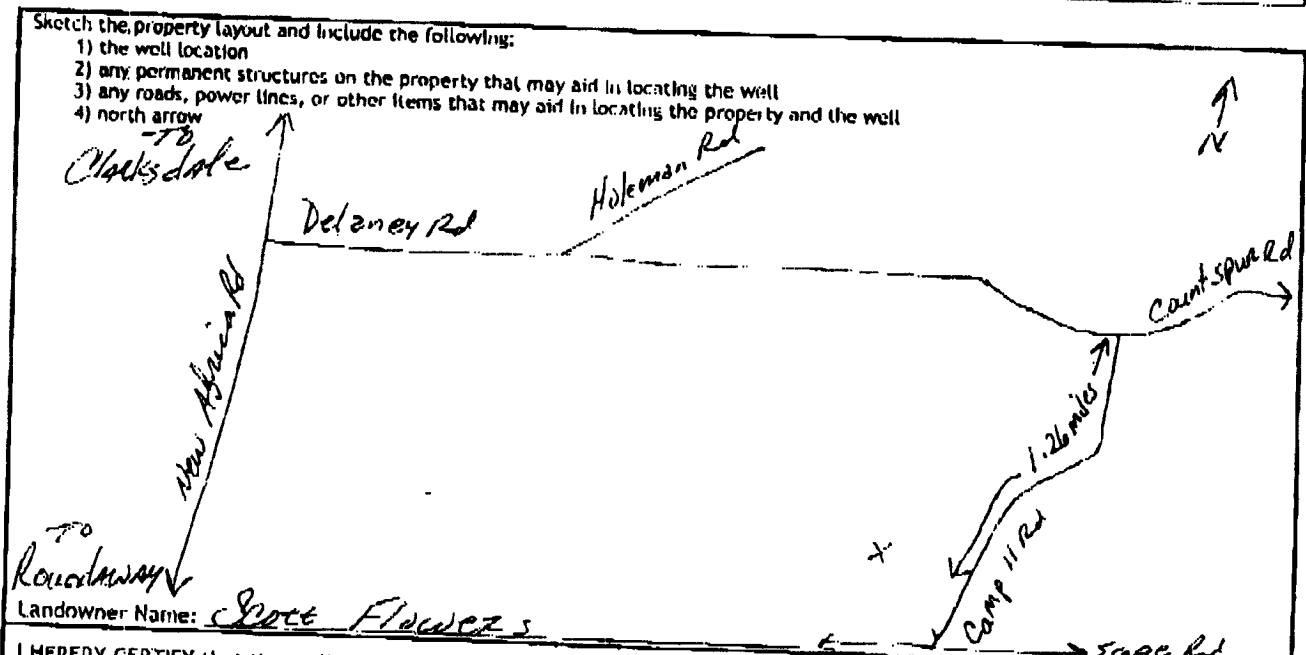 Sketch the property layout and include the following:
1) the well location
2) any permanent structures on the property that may aid in locating the well
3) any roads, power lines, or other items that may aid in locating the property and the well
4) north arrow
TO
Clarksdale
N
Holeman Rd
Delaney Rd
Count Spur Rd
New Africa Rd
1.26 miles
Camp 11 Rd
X
TO
Roundaway
Landowner Name: Scott Flowers
Rd
I HEREBY CERTIFY that